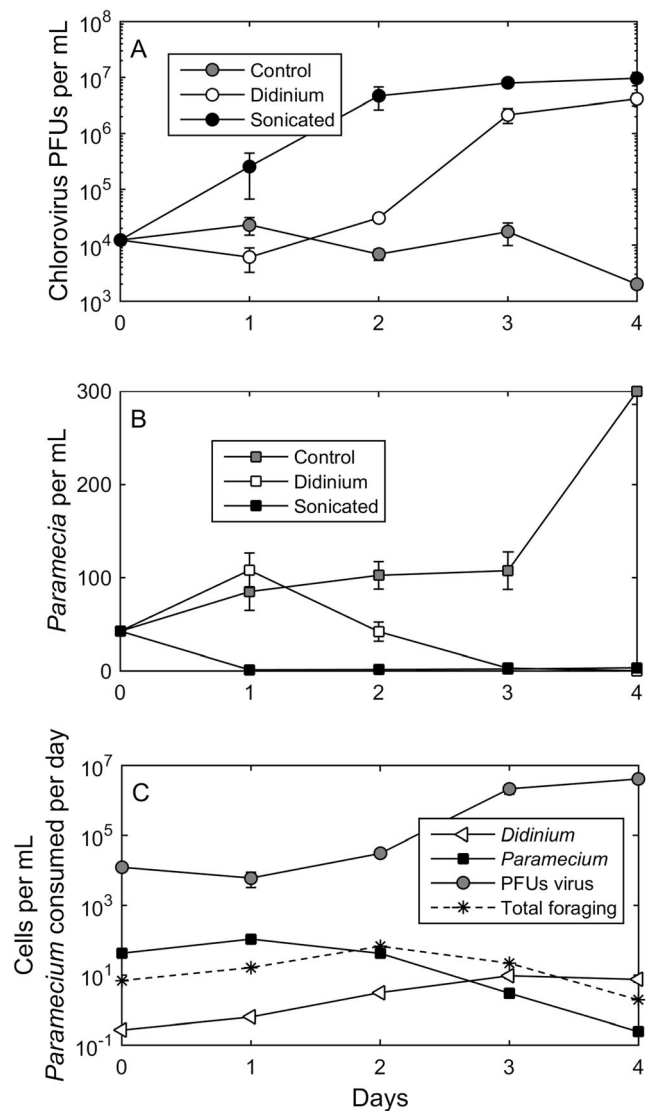 A
Chlorovirus PFUs per mL
10^8
10^7
10^6
10^5
10^4
10^3
Control
Didinium
Sonicated
0 1 2 3 4
B
Paramecia per mL
300
200
100
0
Control
Didinium
Sonicated
0 1 2 3 4
C
Cells per mL
Paramecium consumed per day
10^7
10^5
10^3
10^1
10^-1
Didinium
Paramecium
PFUs virus
Total foraging
0 1 2 3 4
Days